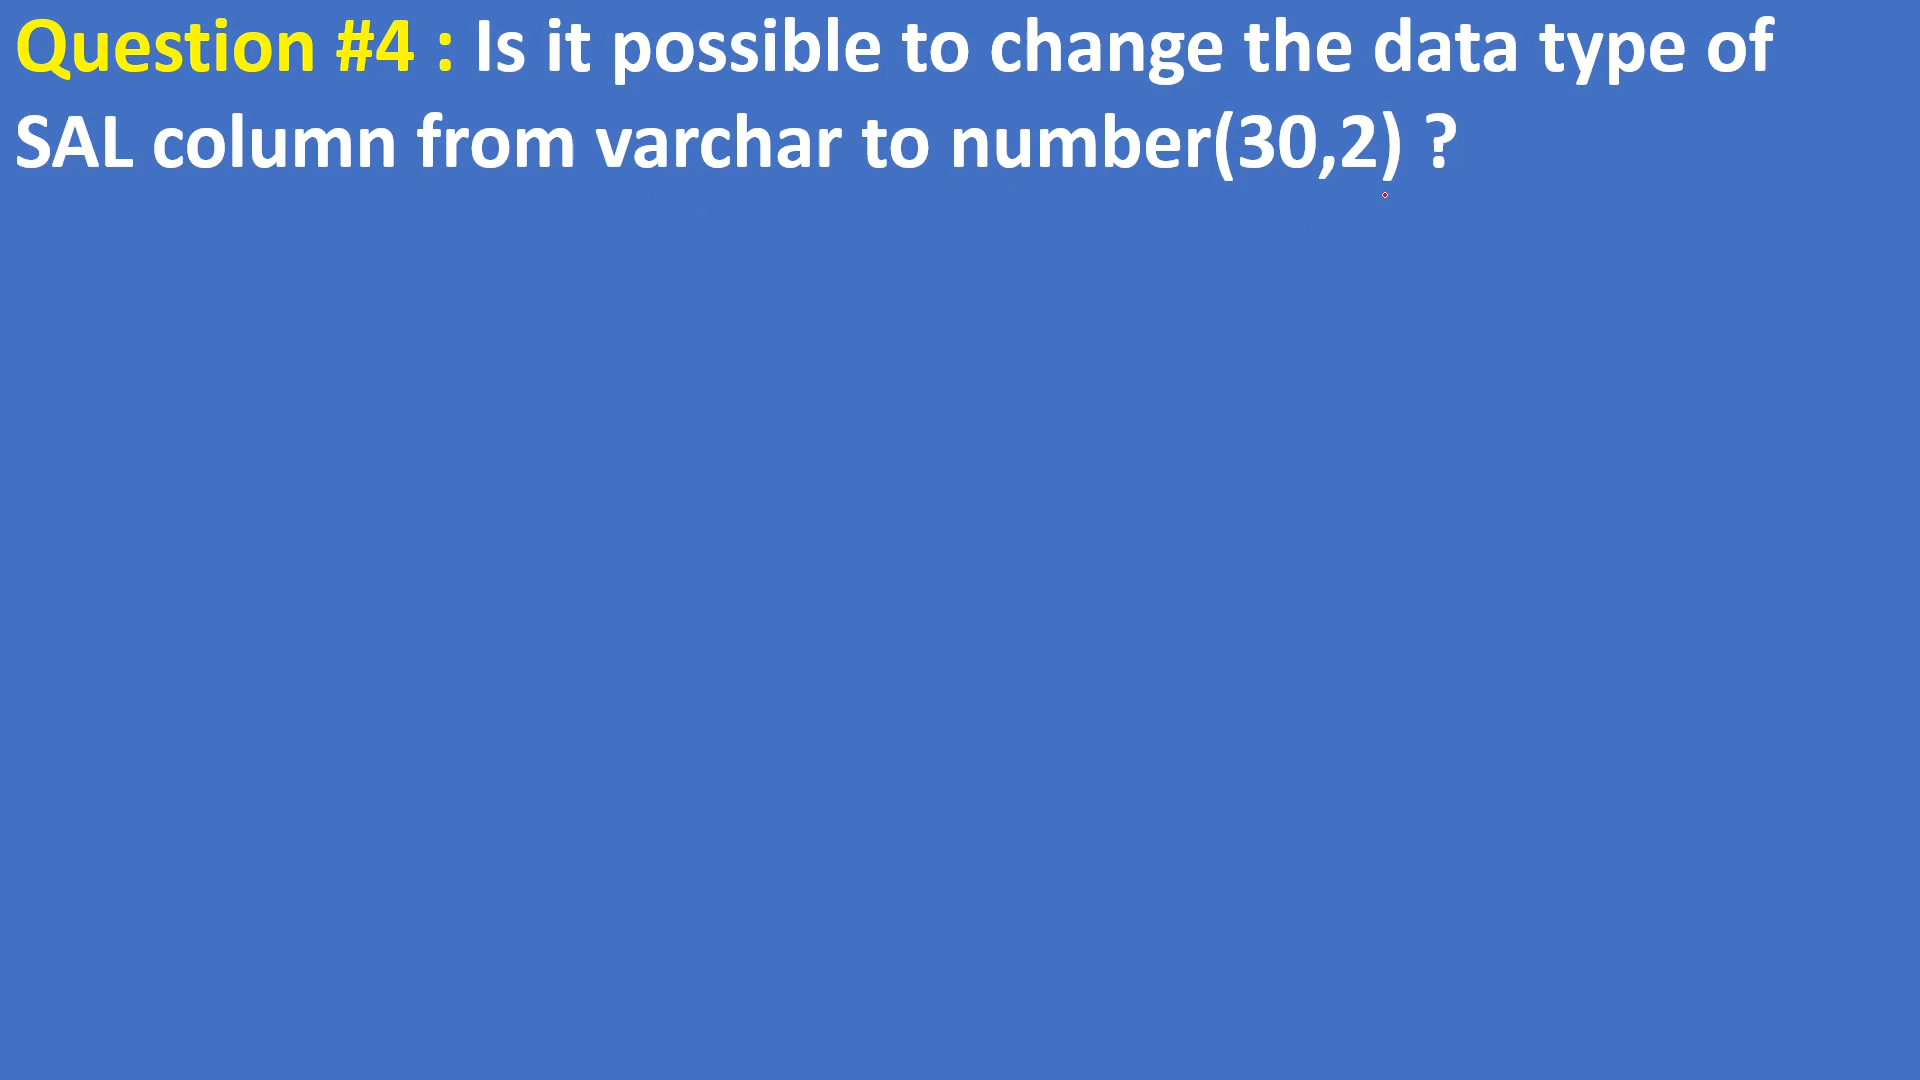 Question #4 : Is it possible to change the data type of
SAL column from varchar to number(30,2) ?